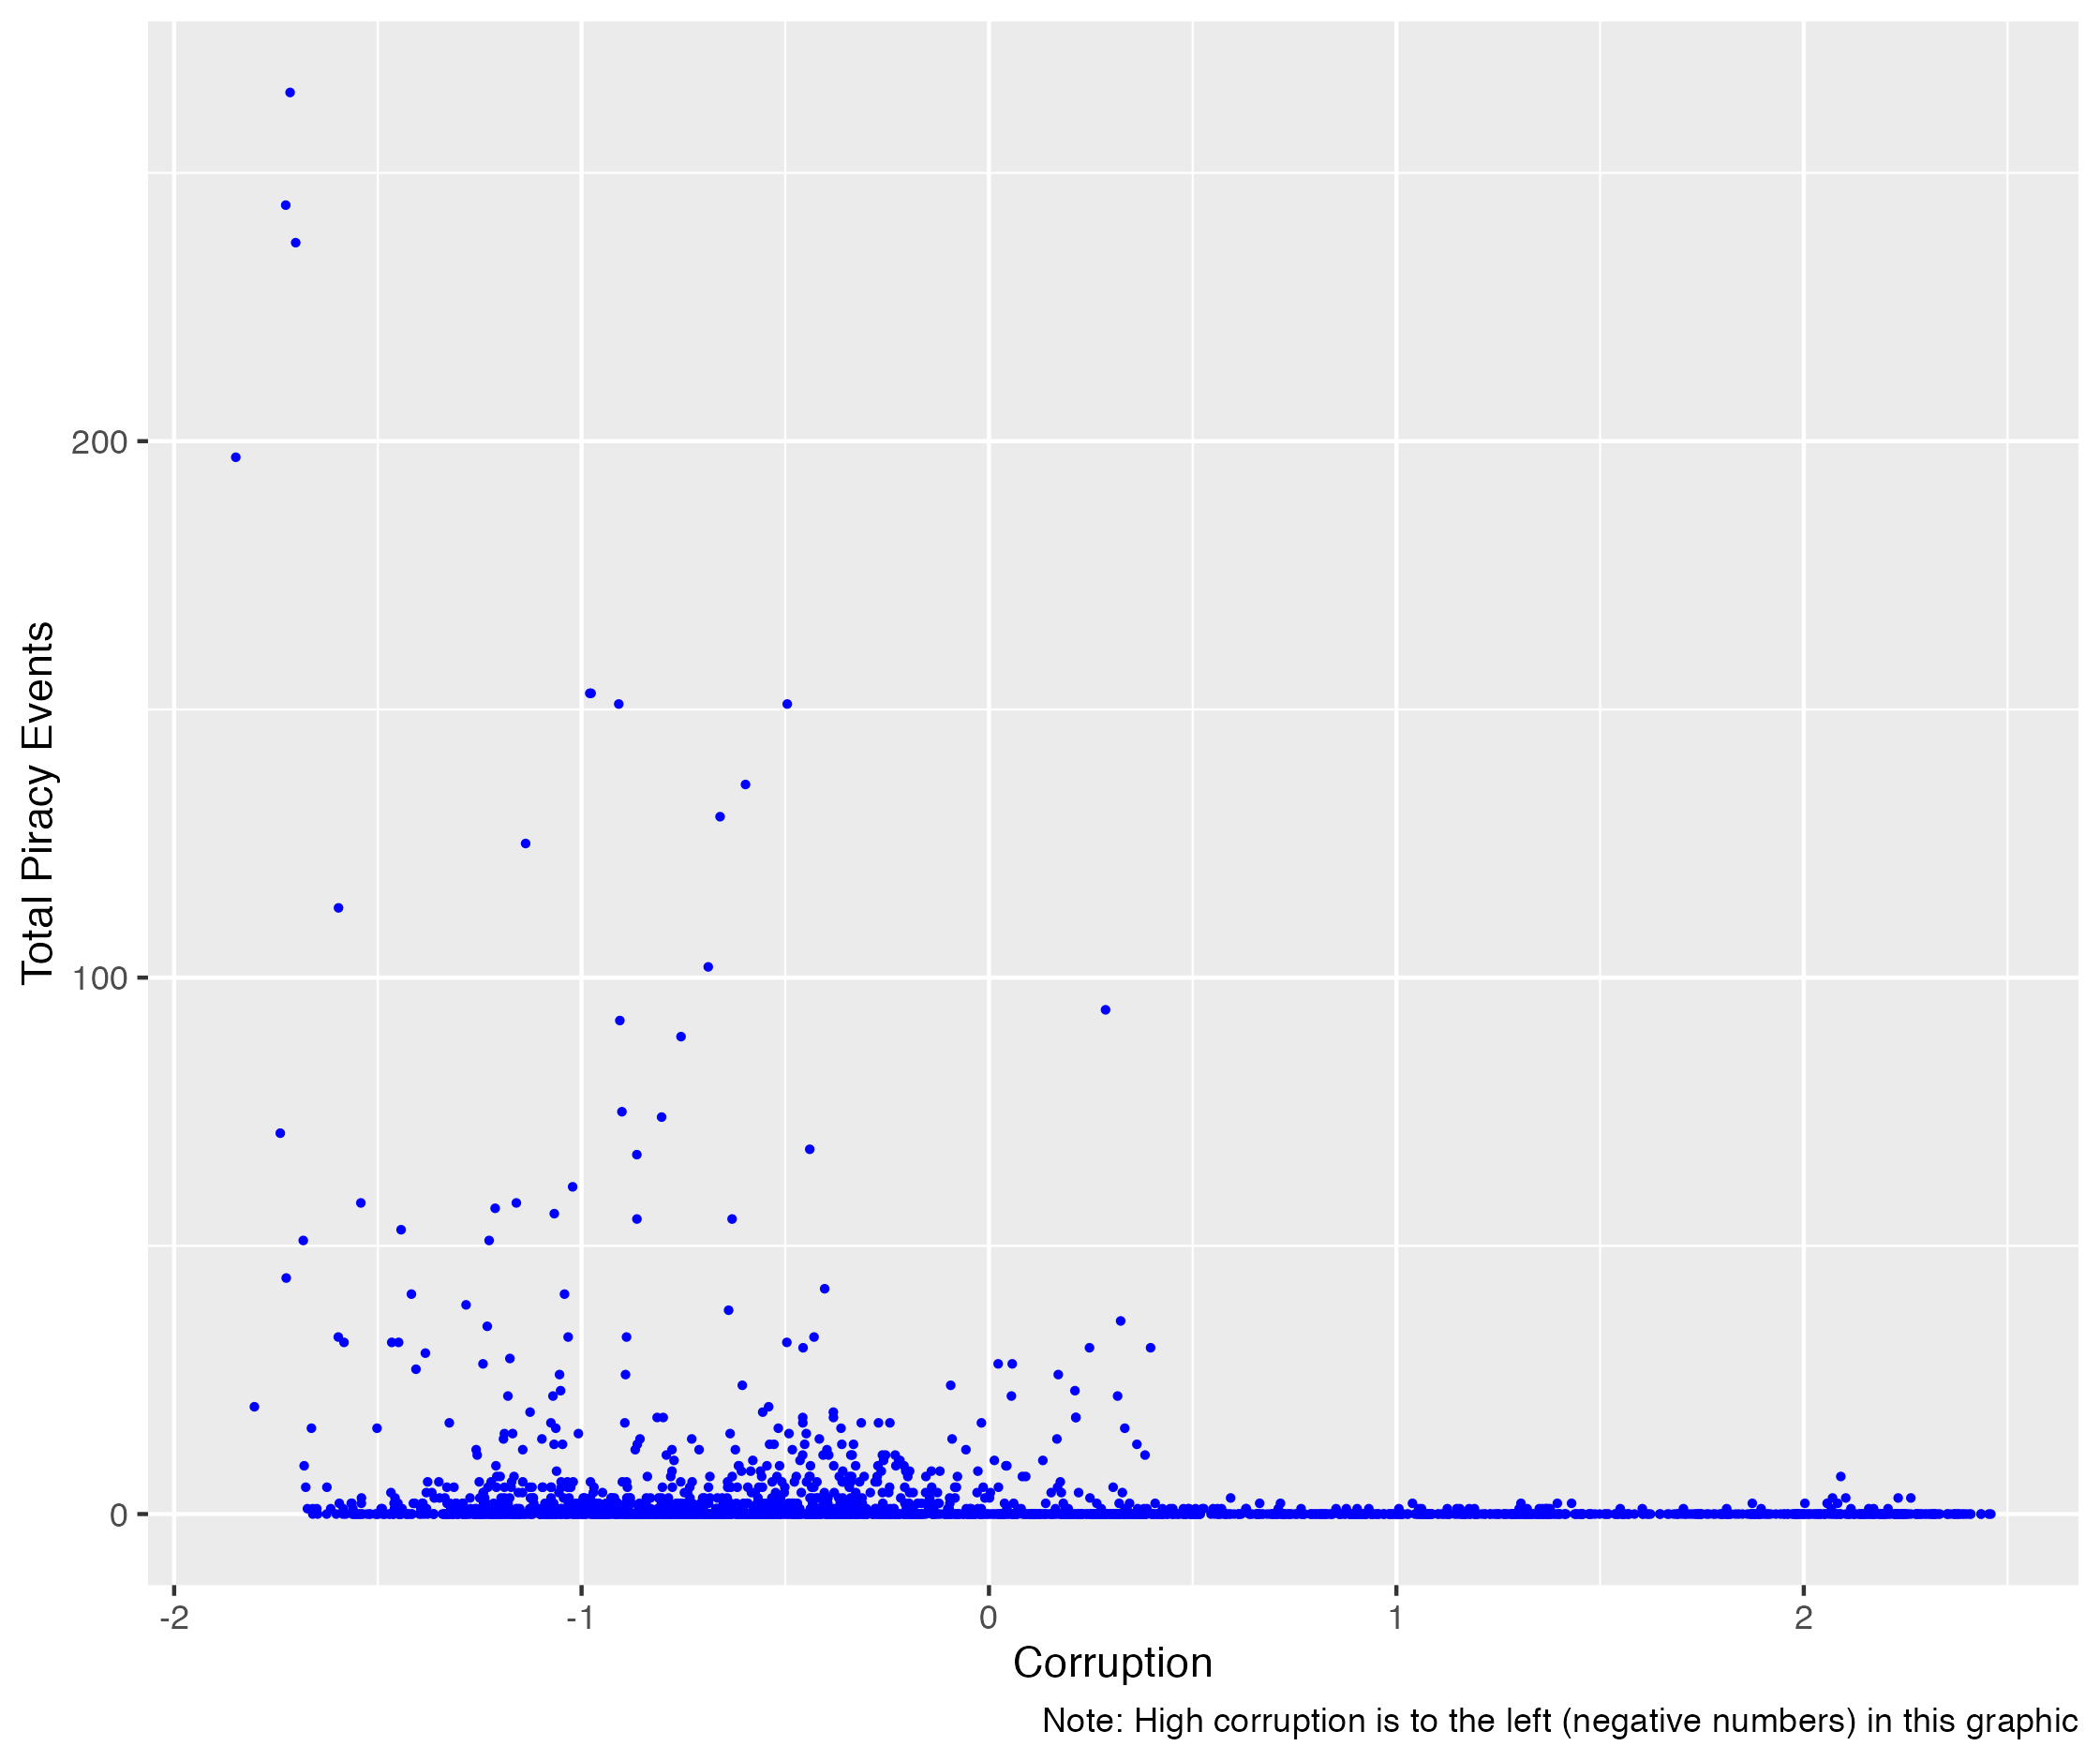 Total Piracy Events
200
100
0
-2
-1
0
1
2
Corruption
Note: High corruption is to the left (negative numbers) in this graphic